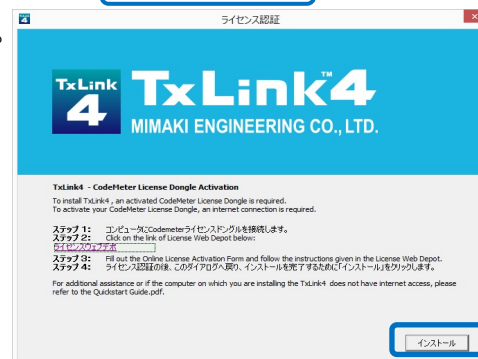 ライセンス認証
TxLink
4
TxLink™4
MIMAKI ENGINEERING CO., LTD.
TxLink4 - CodeMeter License Dongle Activation
To install TxLink4 , an activated CodeMeter License Dongle is required.
To activate your CodeMeter License Dongle, an internet connection is required.
ステップ 1: コンピュータにCodemeterライセンスドングルを接続します。
ステップ 2: Click on the link of License Web Depot below:
ライセンスウェブデポ
ステップ 3: Fill out the Online License Activation Form and follow the instructions given in the License Web Depot.
ステップ 4: ライセンス認証の後、このダイアログへ戻り、インストールを完了するために「インストール」をクリックします。
For additional assistance or if the computer on which you are installing the TxLink4 does not have internet access, please
refer to the Quickstart Guide.pdf.
インストール